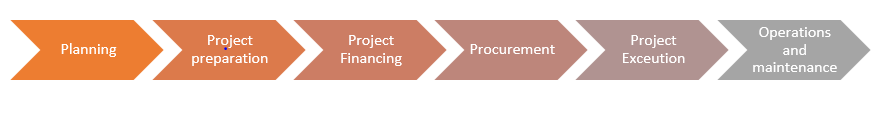 Planning
Project
preparation
Project
Financing
Procurement
Project
Exceution
Operations
and
maintenance